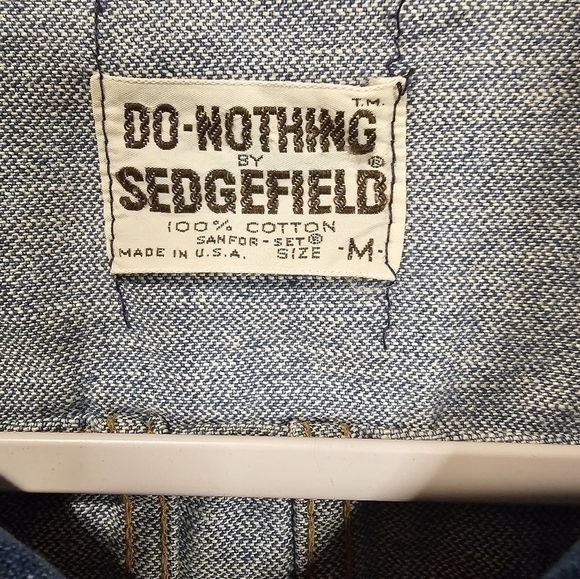 T.M.
DO-NOTHING
BY
SEDGEFIELD®
100% COTTON
SANFOR-SET®
MADE IN U.S.A. SIZE -M-